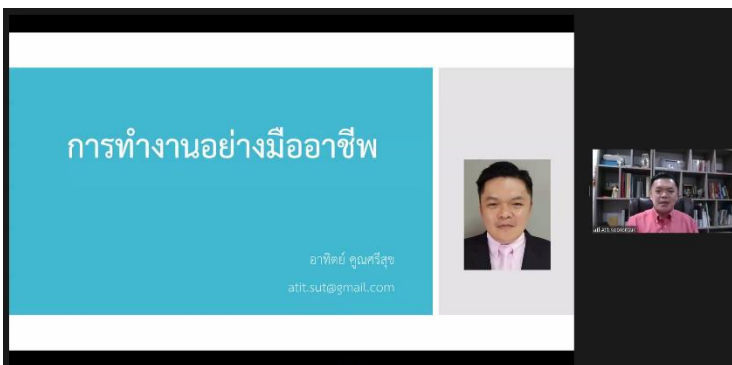 การทำงานอย่างมืออาชีพ
อาทิตย์ คูณศรีสุข
atit.sut@gmail.com